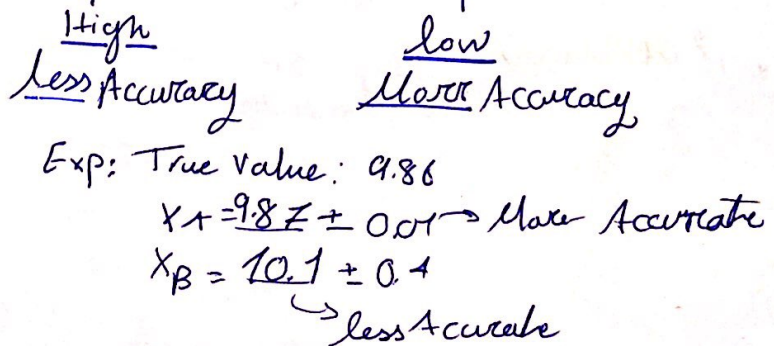 High low
less Accuracy More Accuracy
Exp: True value: 9.86
XA = 9.87 ± 0.01 → More Accurate
XB = 10.1 ± 0.4
↳ less Acurate